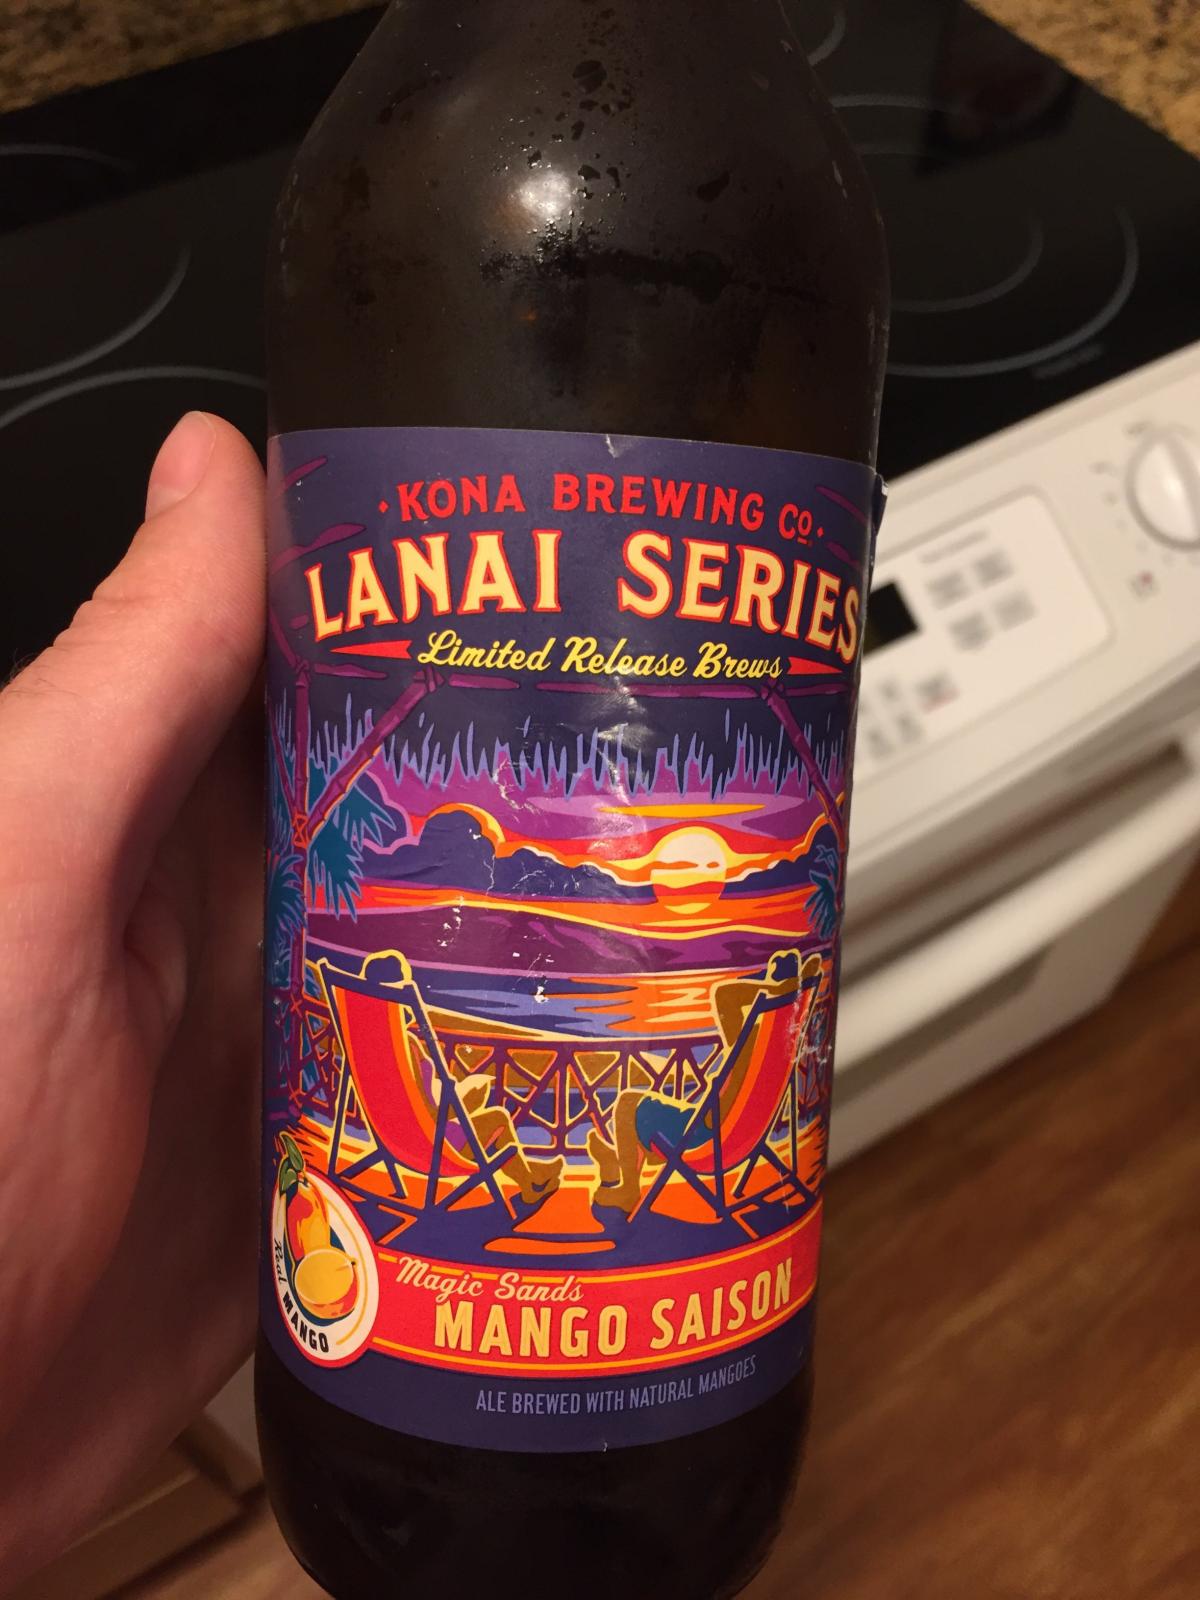 KONA BREWING CO.
LANAI SERIES
Limited Release Brews
Real MANGO
Magic Sands
MANGO SAISON
ALE BREWED WITH NATURAL MANGOES